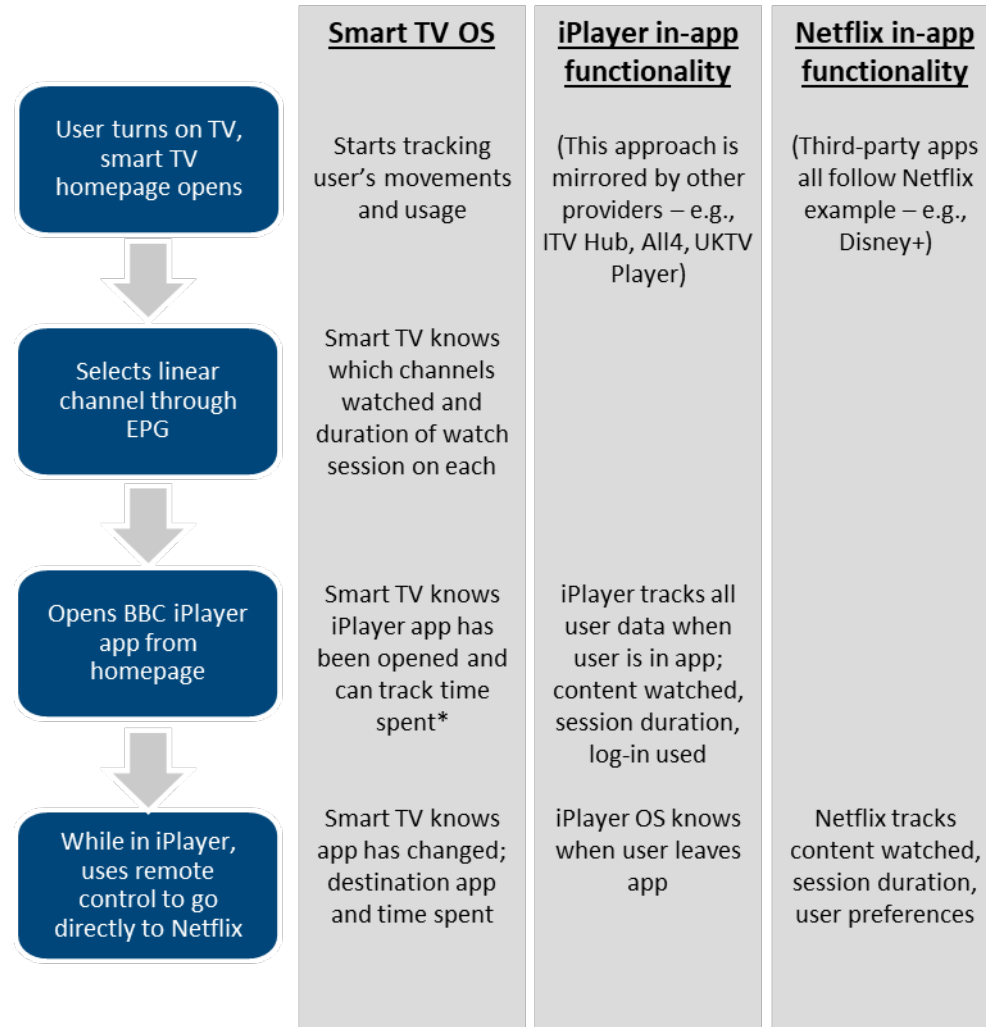 Smart TV OS
iPlayer in-app
functionality
Netflix in-app
functionality
User turns on TV,
smart TV
homepage opens
Starts tracking
user’s movements
and usage
(This approach is
mirrored by other
providers – e.g.,
ITV Hub, All4, UKTV
Player)
(Third-party apps
all follow Netflix
example – e.g.,
Disney+)
Selects linear
channel through
EPG
Smart TV knows
which channels
watched and
duration of watch
session on each
Opens BBC iPlayer
app from
homepage
Smart TV knows
iPlayer app has
been opened and
can track time
spent*
iPlayer tracks all
user data when
user is in app;
content watched,
session duration,
log-in used
While in iPlayer,
uses remote
control to go
directly to Netflix
Smart TV knows
app has changed;
destination app
and time spent
iPlayer OS knows
when user leaves
app
Netflix tracks
content watched,
session duration,
user preferences